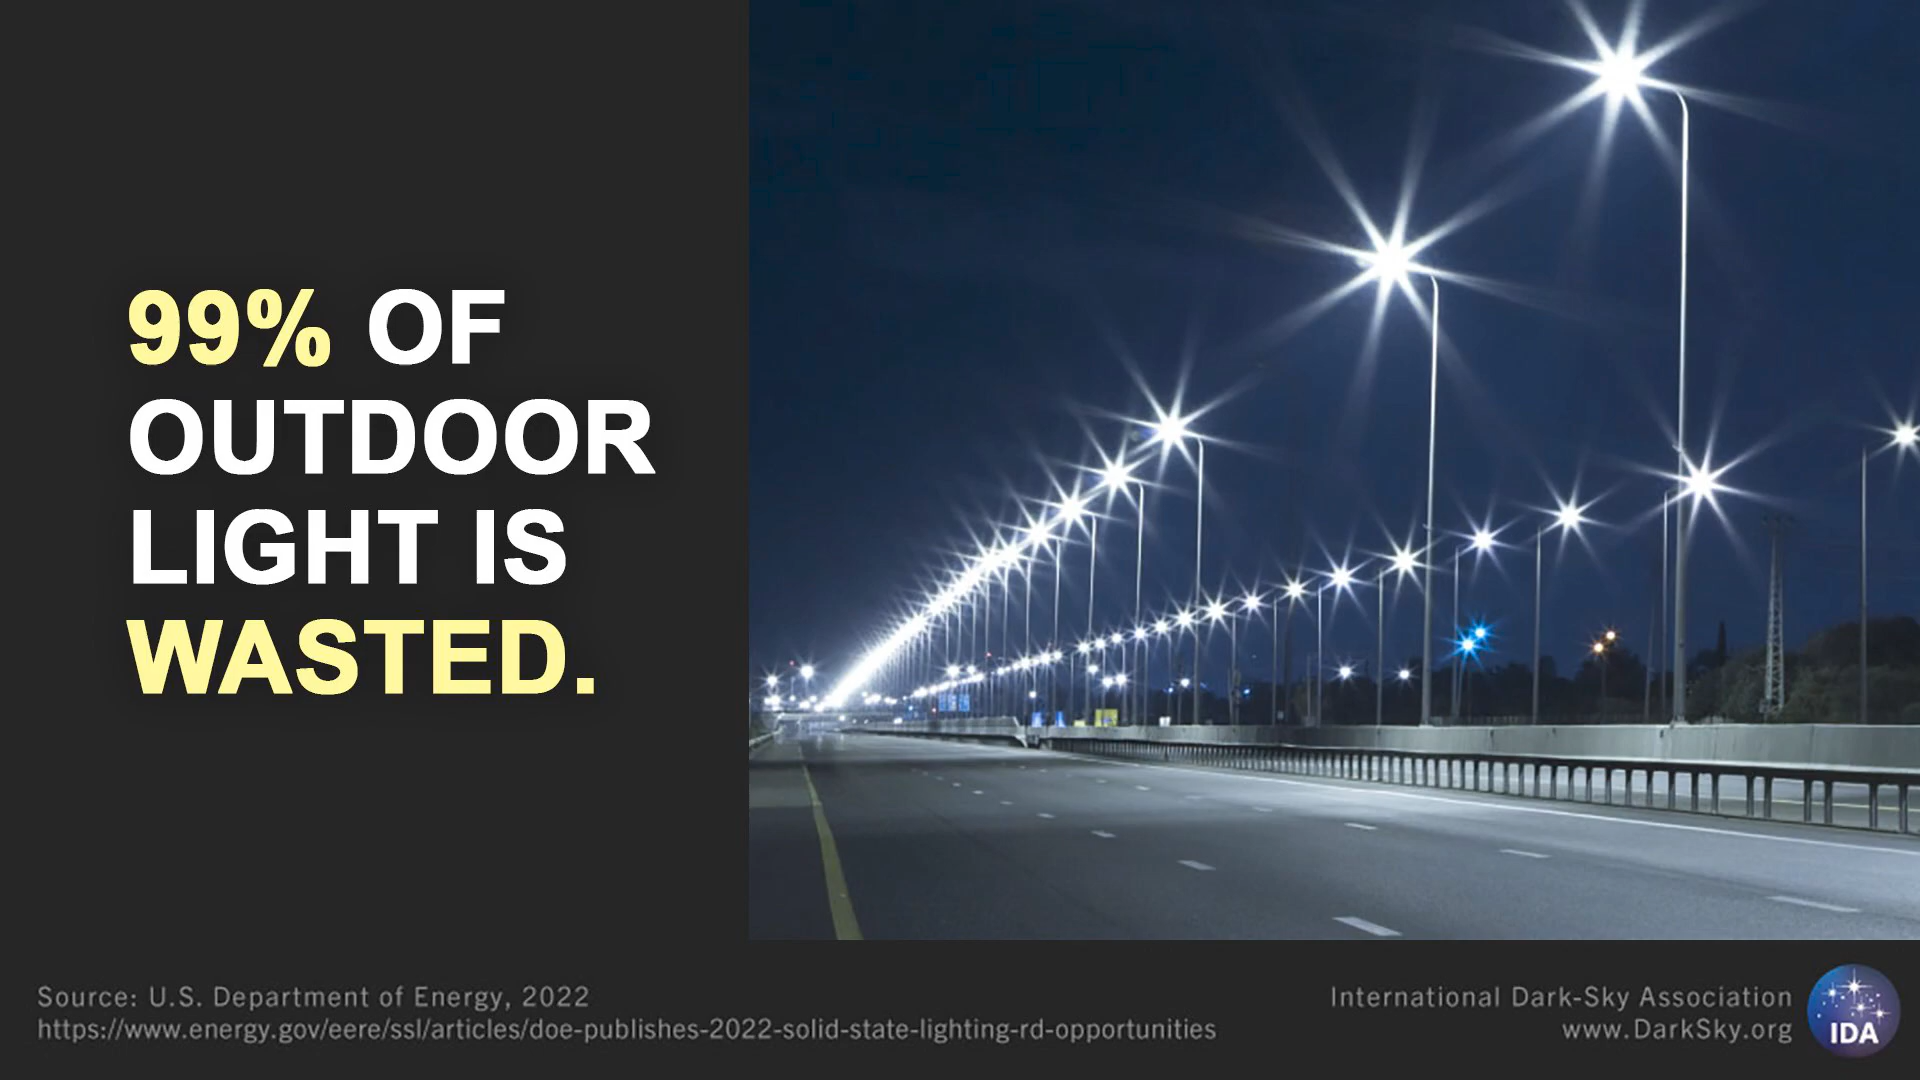 99% OF
OUTDOOR
LIGHT IS
WASTED.
Source: U.S. Department of Energy, 2022
https://www.energy.gov/eere/ssl/articles/doe-publishes-2022-solid-state-lighting-rd-opportunities
International Dark-Sky Association
www.DarkSky.org
IDA